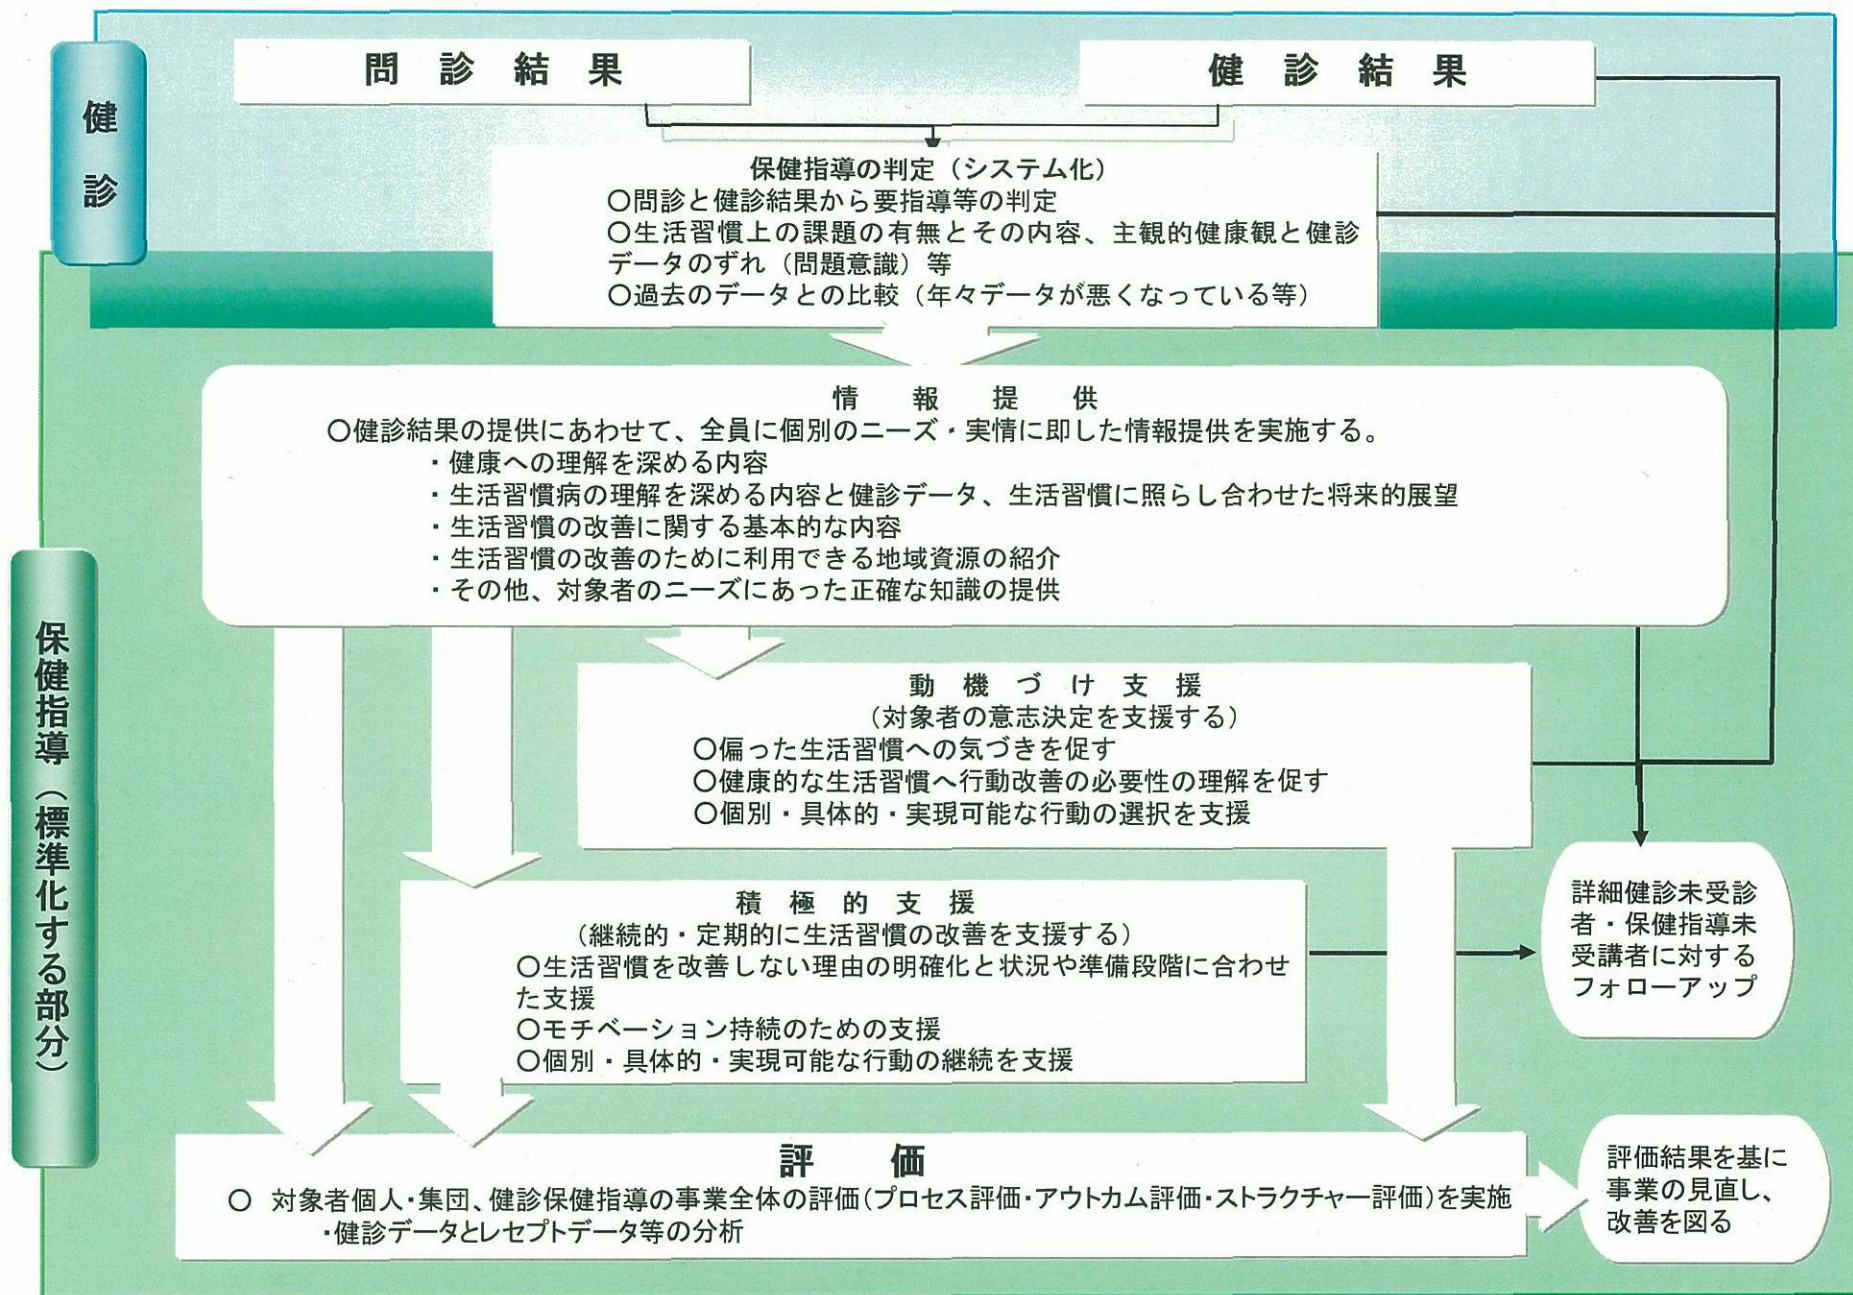 健診
問診結果
健診結果
保健指導の判定（システム化）
○問診と健診結果から要指導等の判定
○生活習慣上の課題の有無とその内容、主観的健康観と健診
データのずれ（問題意識）等
○過去のデータとの比較（年々データが悪くなっている等）
保健指導（標準化する部分）
情報提供
○健診結果の提供にあわせて、全員に個別のニーズ・実情に即した情報提供を実施する。
・健康への理解を深める内容
・生活習慣病の理解を深める内容と健診データ、生活習慣に照らし合わせた将来的展望
・生活習慣の改善に関する基本的な内容
・生活習慣の改善のために利用できる地域資源の紹介
・その他、対象者のニーズにあった正確な知識の提供
動機づけ支援
（対象者の意志決定を支援する）
○偏った生活習慣への気づきを促す
○健康的な生活習慣へ行動改善の必要性の理解を促す
○個別・具体的・実現可能な行動の選択を支援
積極的支援
（継続的・定期的に生活習慣の改善を支援する）
○生活習慣を改善しない理由の明確化と状況や準備段階に合わせ
た支援
○モチベーション持続のための支援
○個別・具体的・実現可能な行動の継続を支援
詳細健診未受診
者・保健指導未
受講者に対する
フォローアップ
評価
○ 対象者個人・集団、健診保健指導の事業全体の評価（プロセス評価・アウトカム評価・ストラクチャー評価）を実施
・健診データとレセプトデータ等の分析
評価結果を基に
事業の見直し、
改善を図る